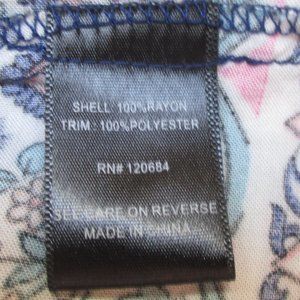 SHELL 100%RAYON
TRIM : 100%POLYESTER
RN# 120684
SEE CARE ON REVERSE
MADE IN CHINA